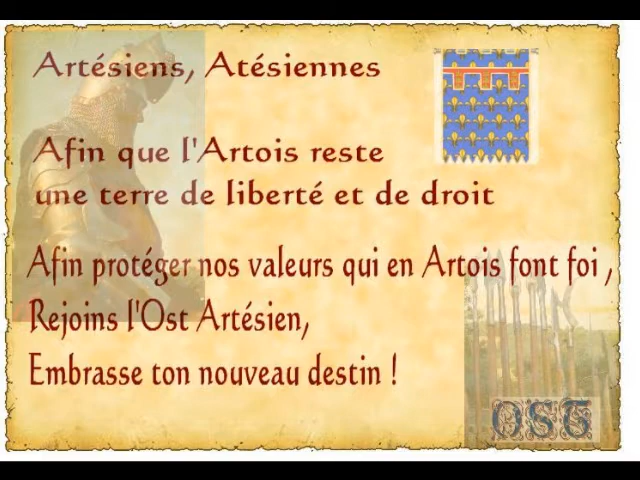 Artésiens, Atésiennes
Afin que l'Artois reste
une terre de liberté et de droit
Afin protéger nos valeurs qui en Artois font foi ,
Rejoins l'Ost Artésien,
Embrasse ton nouveau destin !
OST